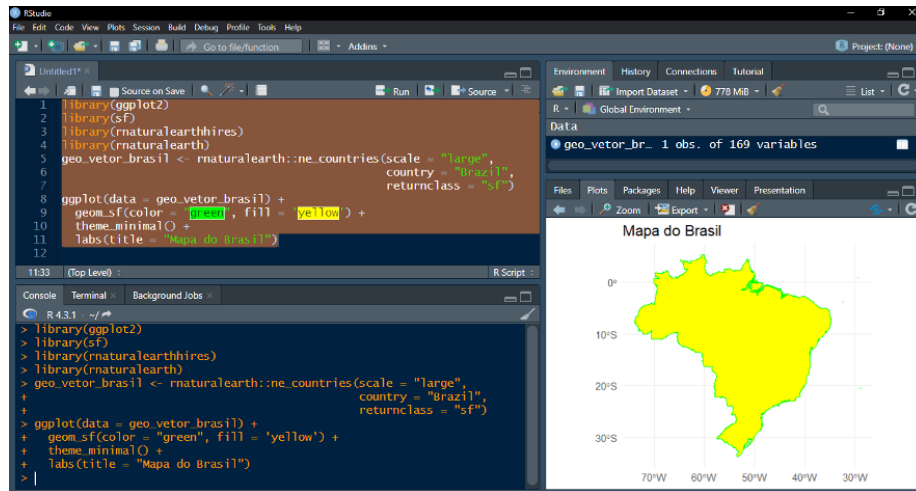 RStudio
File Edit Code View Plots Session Build Debug Profile Tools Help
Go to file/function Addins Project: (None)
Untitled1*
Source on Save Run Source
1 library(ggplot2)
2 library(sf)
3 library(rnaturalearthhires)
4 library(rnaturalearth)
5 geo_vetor_brasil <- rnaturalearth::ne_countries(scale = "large",
6 country = "Brazil",
7 returnclass = "sf")
8 ggplot(data = geo_vetor_brasil) +
9 geom_sf(color = "green", fill = 'yellow') +
10 theme_minimal() +
11 labs(title = "Mapa do Brasil")
12
11:33 (Top Level) R Script
Console Terminal Background Jobs
R 4.3.1 · ~/
> library(ggplot2)
> library(sf)
> library(rnaturalearthhires)
> library(rnaturalearth)
> geo_vetor_brasil <- rnaturalearth::ne_countries(scale = "large",
+ country = "Brazil",
+ returnclass = "sf")
> ggplot(data = geo_vetor_brasil) +
+ geom_sf(color = "green", fill = 'yellow') +
+ theme_minimal() +
+ labs(title = "Mapa do Brasil")
>
Environment History Connections Tutorial
Import Dataset 778 MiB List
R Global Environment
Data
geo_vetor_br… 1 obs. of 169 variables
Files Plots Packages Help Viewer Presentation
Zoom Export
Mapa do Brasil
0°
10°S
20°S
30°S
70°W 60°W 50°W 40°W 30°W